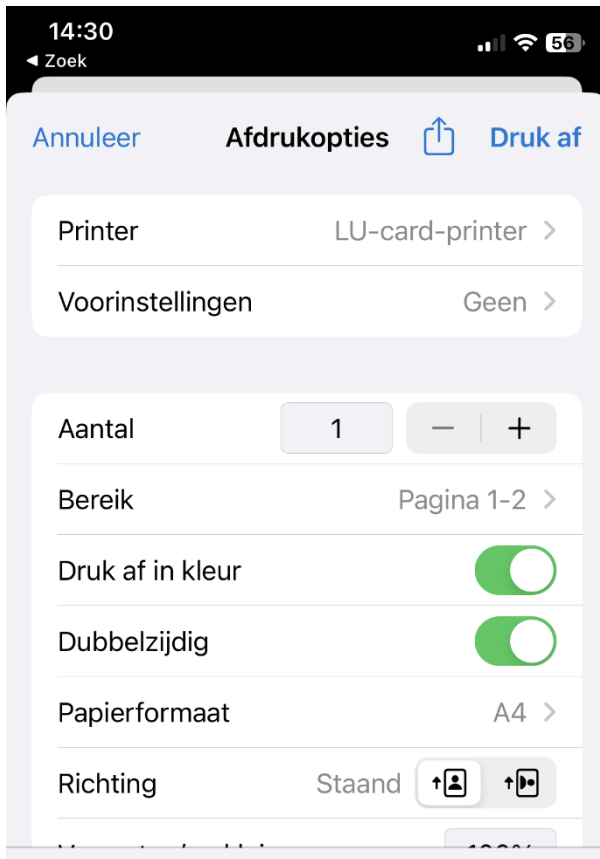 14:30
56
◀ Zoek
Annuleer Afdrukopties Druk af
Printer LU-card-printer
Voorinstellingen Geen
Aantal 1 − +
Bereik Pagina 1-2
Druk af in kleur
Dubbelzijdig
Papierformaat A4
Richting Staand